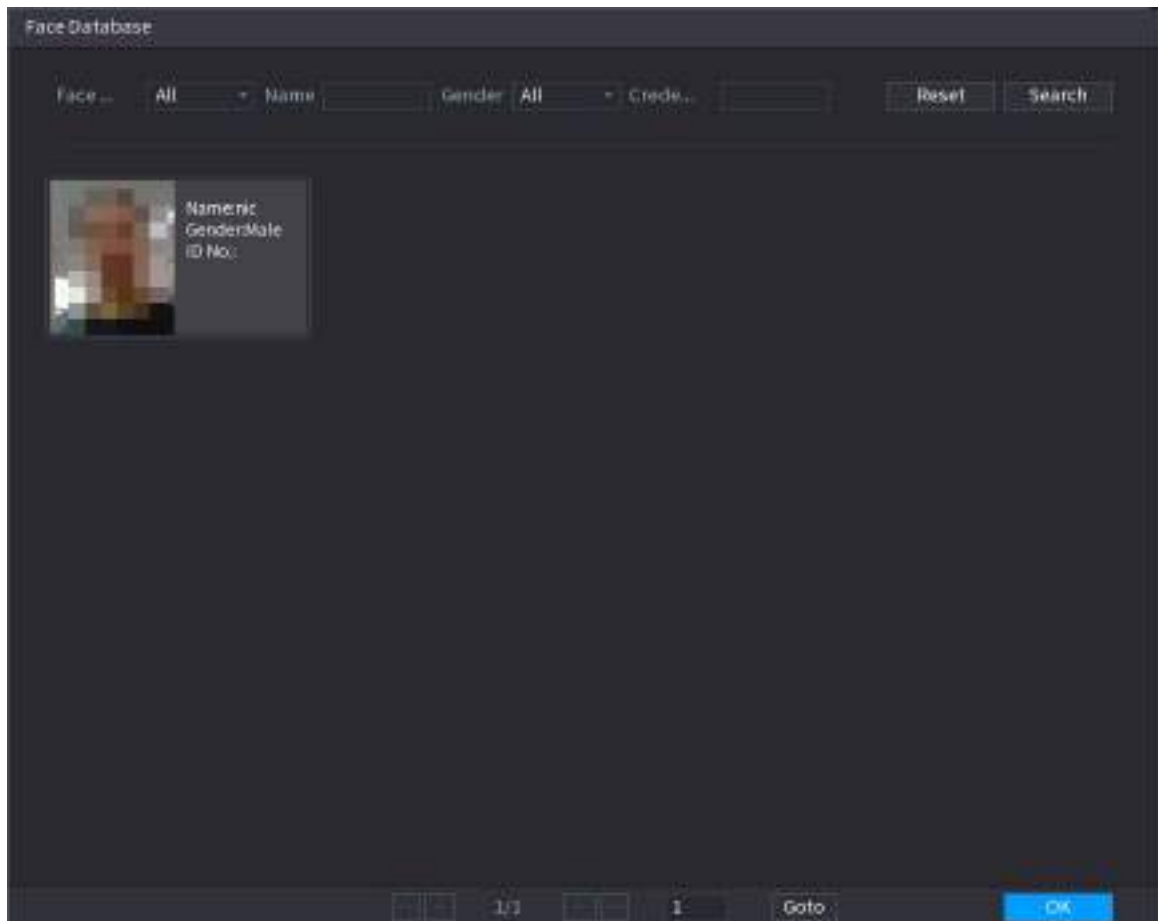 Face Database
Face ... All Name Gender All Crede... Reset Search
Name:nic
Gender:Male
ID No.:
1/1 1 Goto OK